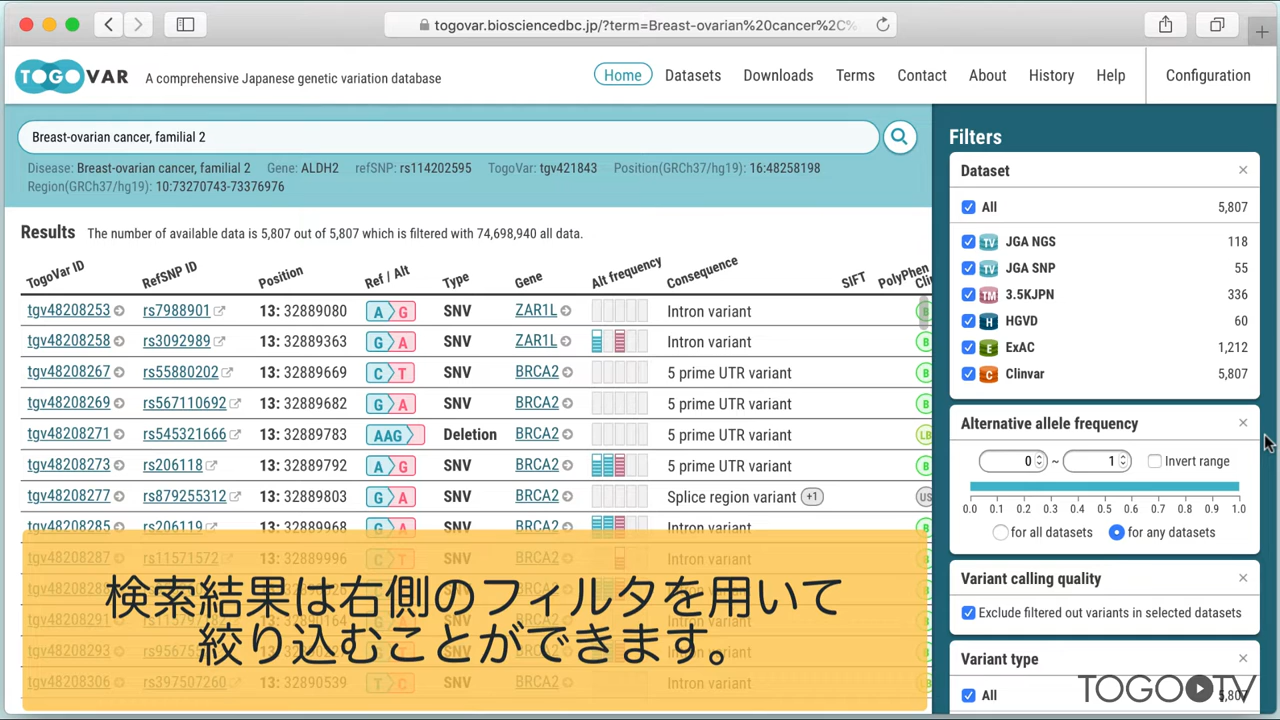 togovar.biosciencedbc.jp/?term=Breast-ovarian%20cancer%2C%
TOGOVAR A comprehensive Japanese genetic variation database
Home Datasets Downloads Terms Contact About History Help Configuration
Breast-ovarian cancer, familial 2
Disease: Breast-ovarian cancer, familial 2 Gene: ALDH2 refSNP: rs114202595 TogoVar: tgv421843 Position(GRCh37/hg19): 16:48258198
Region(GRCh37/hg19): 10:73270743-73376976
Results The number of available data is 5,807 out of 5,807 which is filtered with 74,698,940 all data.
TogoVar ID RefSNP ID Position Ref / Alt Type Gene Alt frequency Consequence SIFT PolyPhen Clin
tgv48208253 rs7988901 13: 32889080 A G SNV ZAR1L Intron variant B
tgv48208258 rs3092989 13: 32889363 G A SNV ZAR1L Intron variant B
tgv48208267 rs55880202 13: 32889669 C T SNV BRCA2 5 prime UTR variant B
tgv48208269 rs567110692 13: 32889682 G A SNV BRCA2 5 prime UTR variant B
tgv48208271 rs545321666 13: 32889783 AAG Deletion BRCA2 5 prime UTR variant LB
tgv48208273 rs206118 13: 32889792 A G SNV BRCA2 5 prime UTR variant B
tgv48208277 rs879255312 13: 32889803 G A SNV BRCA2 Splice region variant +1 US
tgv48208285 rs206119 13: 32889968 G A SNV BRCA2 Intron variant B
tgv48208287 rs11571572 13: 32889996 C T SNV BRCA2 Intron variant
tgv48208293
tgv48208306 rs397507260 13: 32890539 T C SNV BRCA2 Intron variant
検索結果は右側のフィルタを用いて
絞り込むことができます。
Filters
Dataset
All 5,807
TV JGA NGS 118
TV JGA SNP 55
TM 3.5KJPN 336
H HGVD 60
E ExAC 1,212
C Clinvar 5,807
Alternative allele frequency
0 ~ 1 Invert range
0.0 0.1 0.2 0.3 0.4 0.5 0.6 0.7 0.8 0.9 1.0
for all datasets for any datasets
Variant calling quality
Exclude filtered out variants in selected datasets
Variant type
All 5,807
TOGO TV